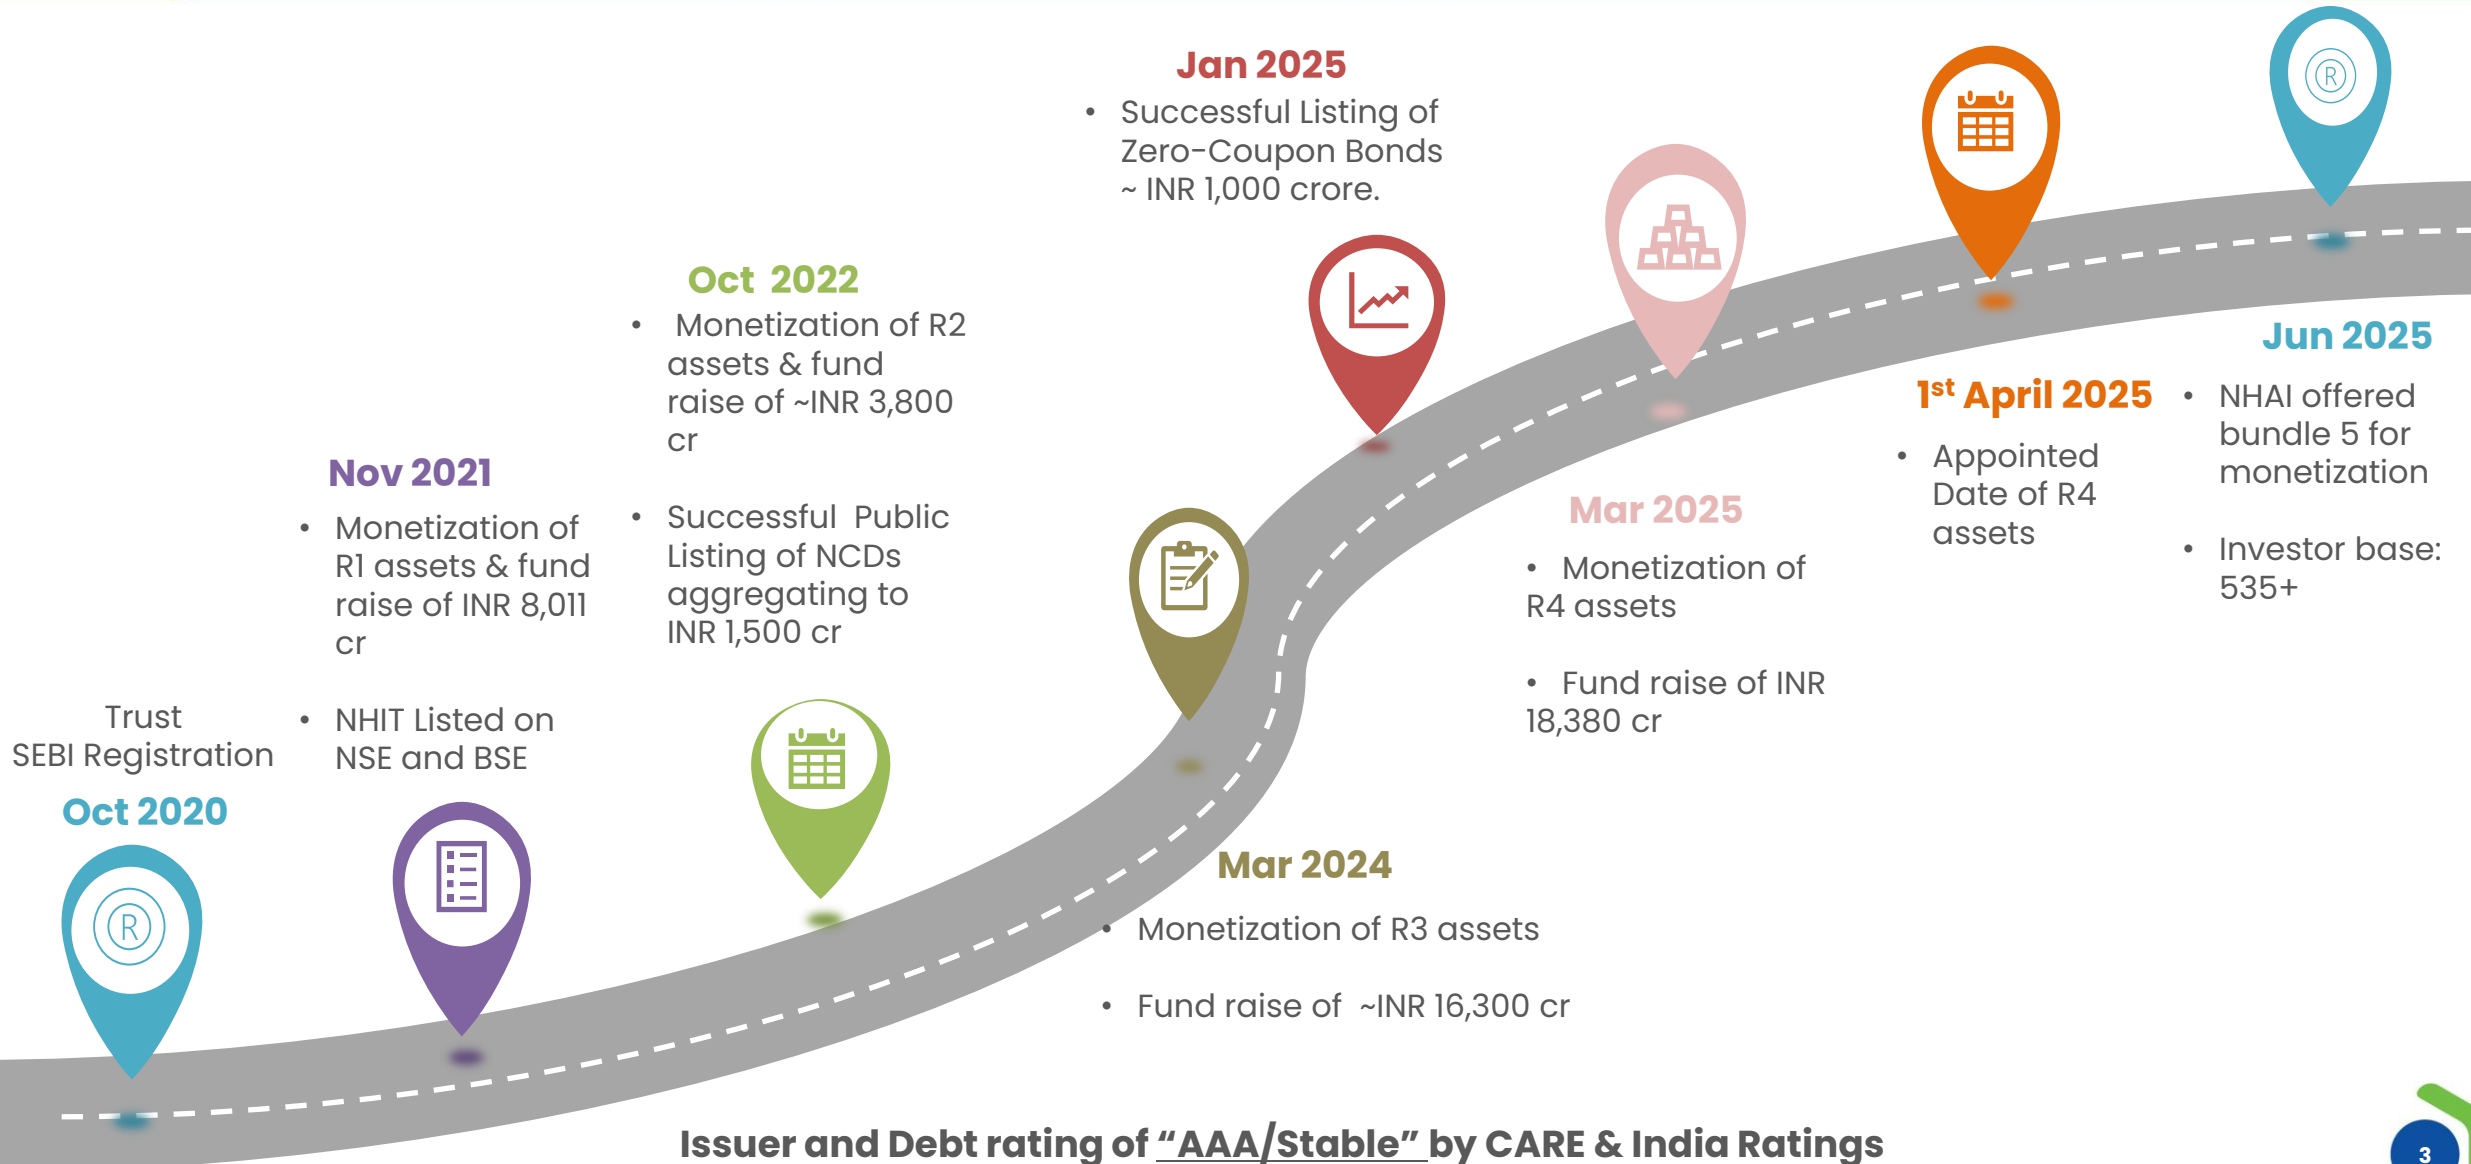 Trust
SEBI Registration
Oct 2020
Nov 2021
• Monetization of
R1 assets & fund
raise of INR 8,011
cr
• NHIT Listed on
NSE and BSE
Oct 2022
• Monetization of R2
assets & fund
raise of ~INR 3,800
cr
• Successful Public
Listing of NCDs
aggregating to
INR 1,500 cr
Mar 2024
• Monetization of R3 assets
• Fund raise of ~INR 16,300 cr
Jan 2025
• Successful Listing of
Zero-Coupon Bonds
~ INR 1,000 crore.
Mar 2025
• Monetization of
R4 assets
• Fund raise of INR
18,380 cr
1st April 2025
• Appointed
Date of R4
assets
Jun 2025
• NHAI offered
bundle 5 for
monetization
• Investor base:
535+
R
R
Issuer and Debt rating of “AAA/Stable” by CARE & India Ratings
3